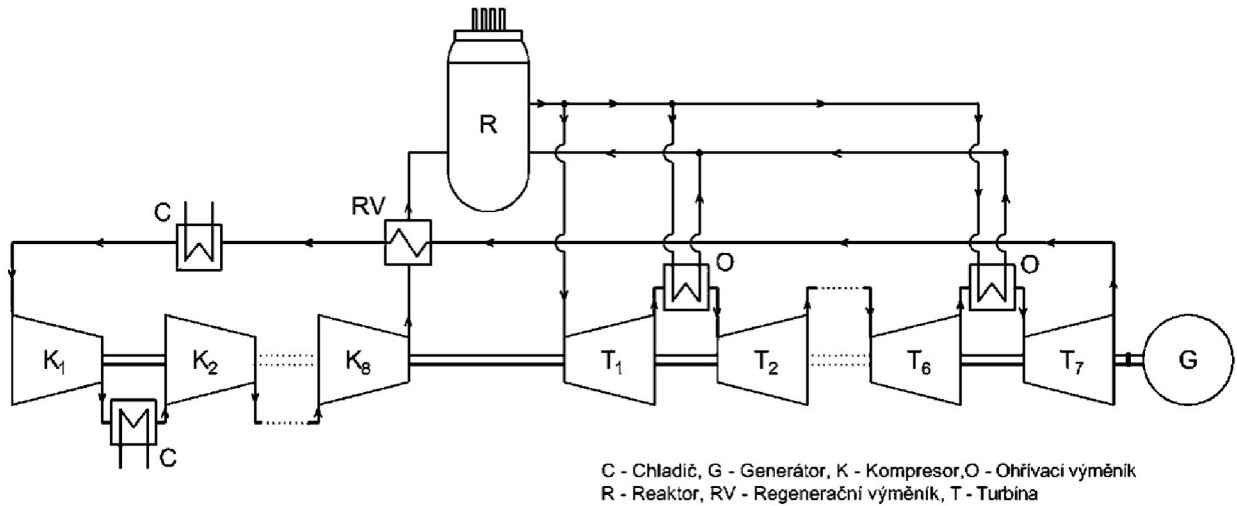 R
C
RV
O
O
K1
K2
K8
T1
T2
T6
T7
G
C
C - Chladič, G - Generátor, K - Kompresor,O - Ohřívací výměník
R - Reaktor, RV - Regenerační výměník, T - Turbína